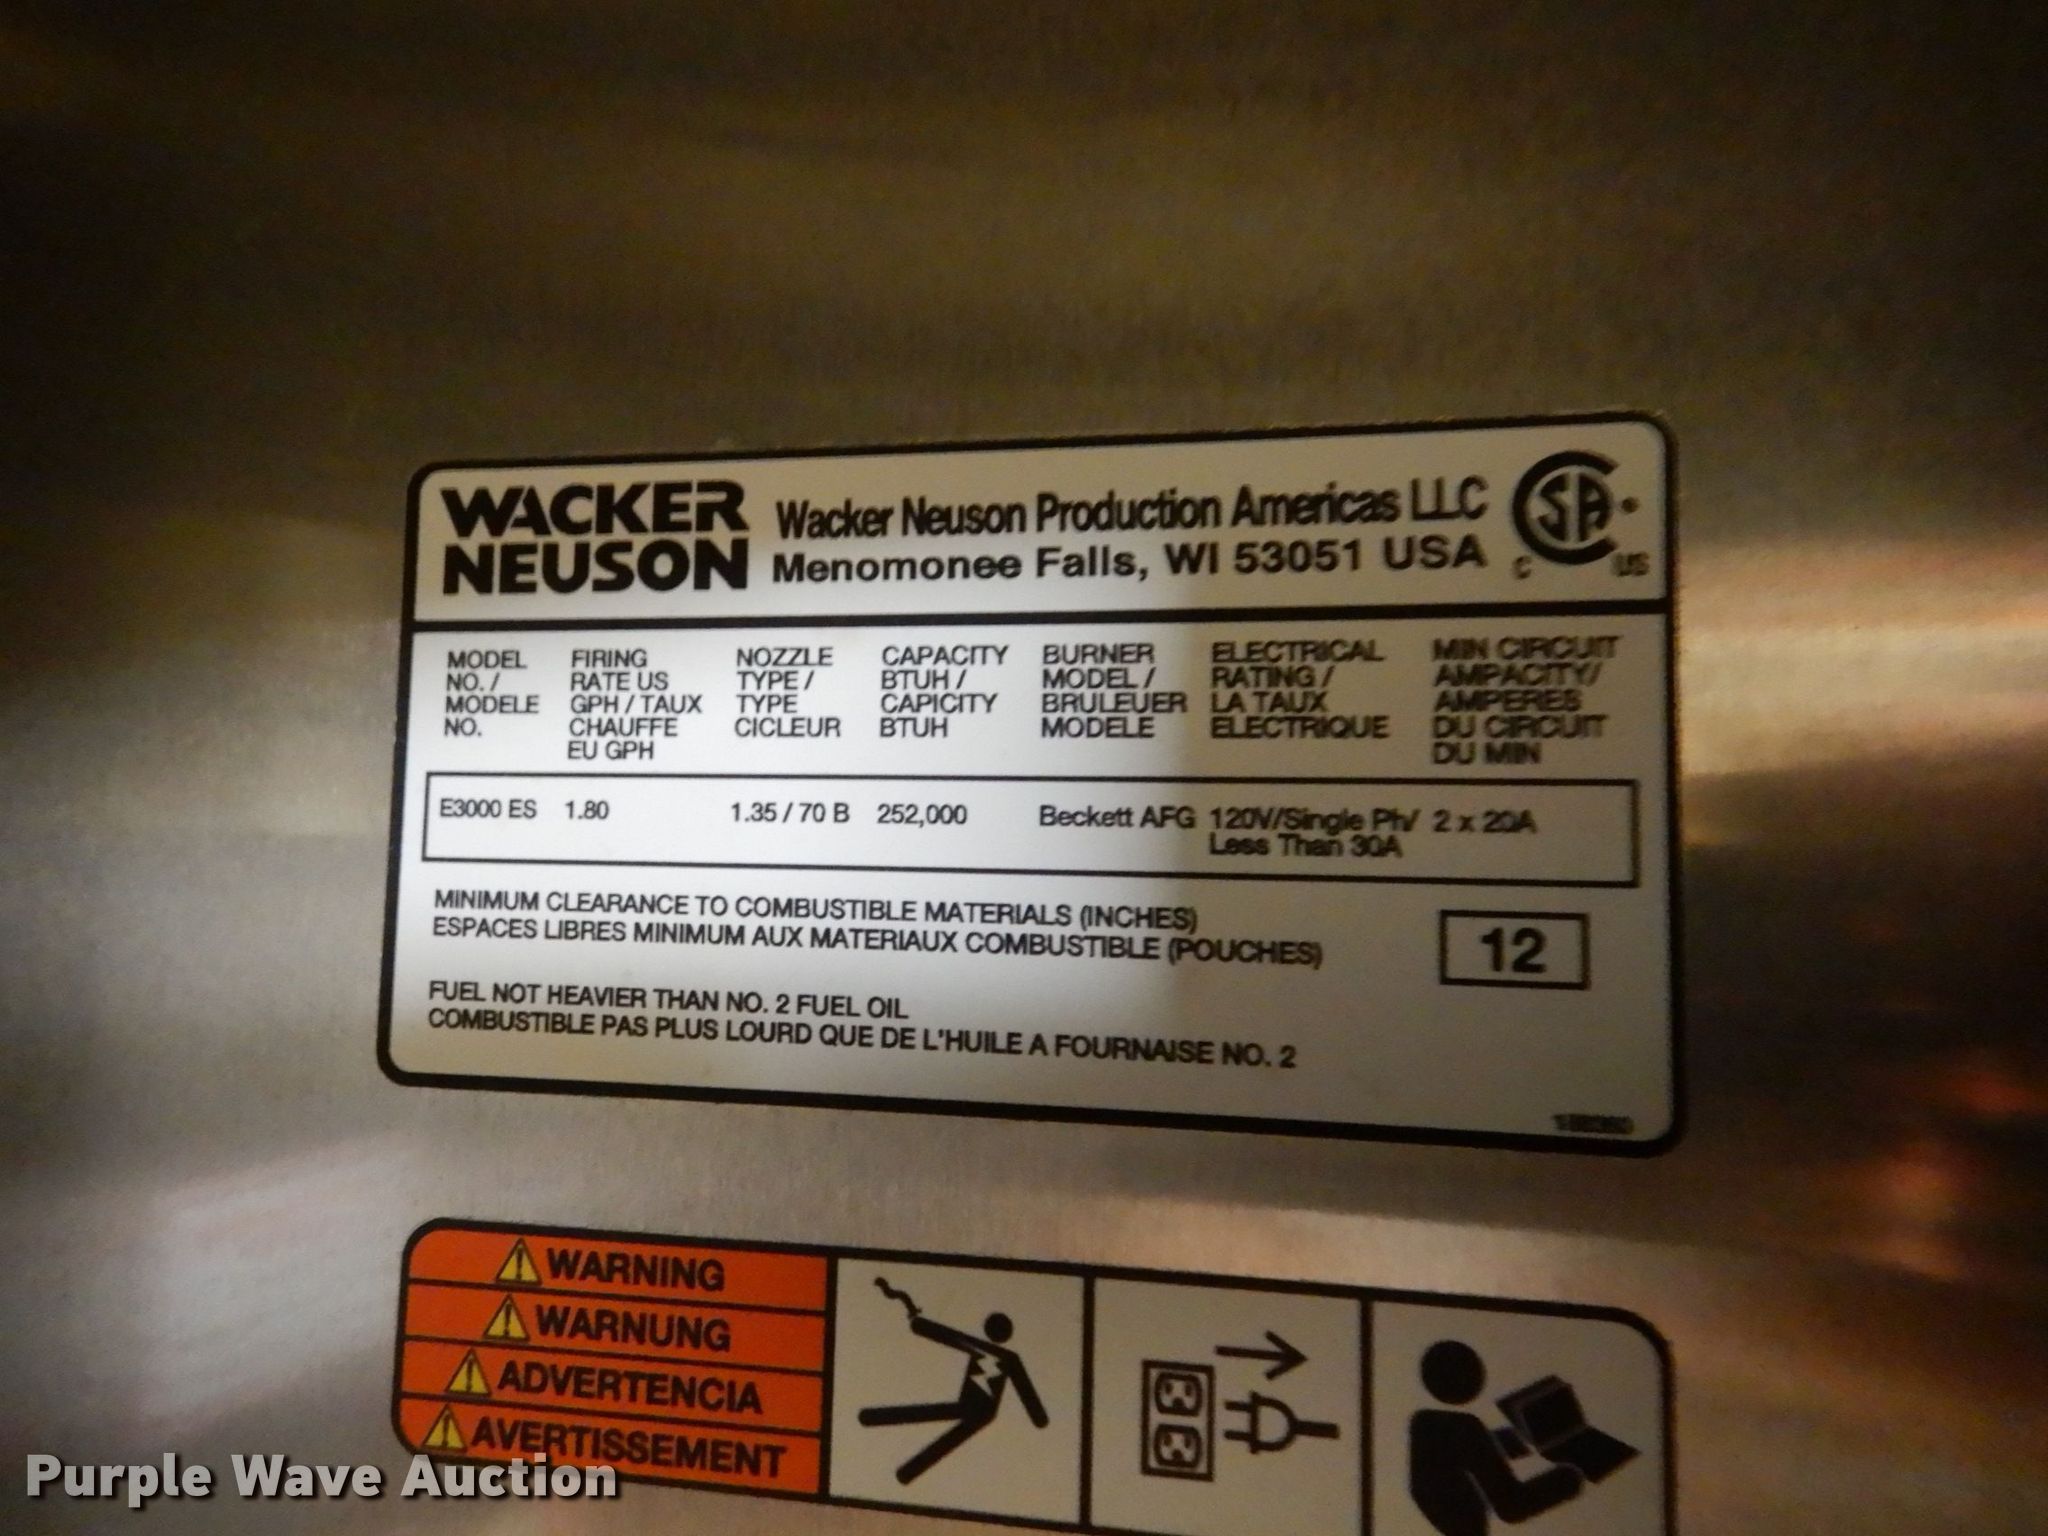 WACKER
NEUSON
Wacker Neuson Production Americas LLC
Menomonee Falls, WI 53051 USA
CSA
C US
MODEL
NO. /
MODELE
NO.
FIRING
RATE US
GPH / TAUX
CHAUFFE
EU GPH
NOZZLE
TYPE /
TYPE
CICLEUR
CAPACITY
BTUH /
CAPICITY
BTUH
BURNER
MODEL /
BRULEUER
MODELE
ELECTRICAL
RATING /
LA TAUX
ELECTRIQUE
MIN CIRCUIT
AMPACITY/
AMPERES
DU CIRCUIT
DU MIN
E3000 ES 1.80 1.35 / 70 B 252,000 Beckett AFG 120V/Single Ph/ 2 x 20A
Less Than 30A
MINIMUM CLEARANCE TO COMBUSTIBLE MATERIALS (INCHES)
ESPACES LIBRES MINIMUM AUX MATERIAUX COMBUSTIBLE (POUCHES)
12
FUEL NOT HEAVIER THAN NO. 2 FUEL OIL
COMBUSTIBLE PAS PLUS LOURD QUE DE L'HUILE A FOURNAISE NO. 2
WARNING
WARNUNG
ADVERTENCIA
AVERTISSEMENT
Purple Wave Auction